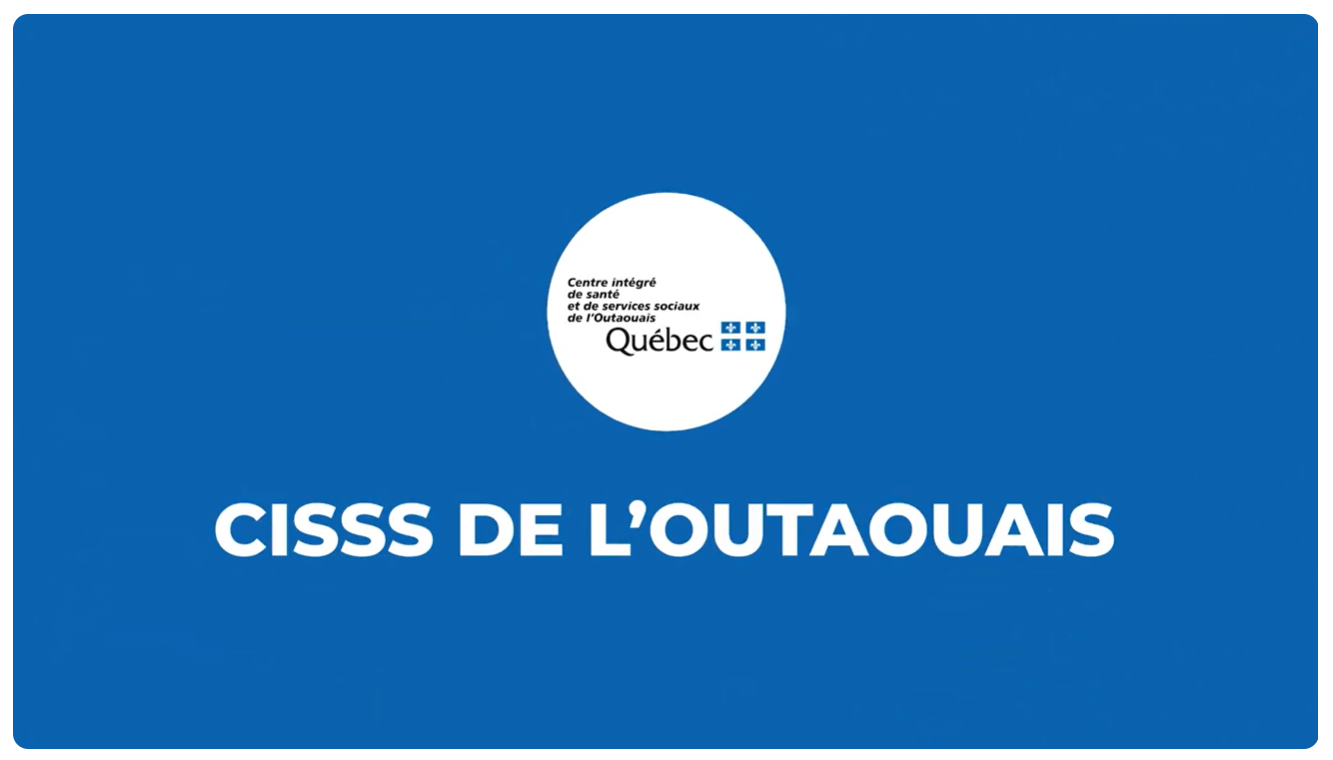 Centre intégré
de santé
et de services sociaux
de l'Outaouais
Québec
CISSS DE L’OUTAOUAIS